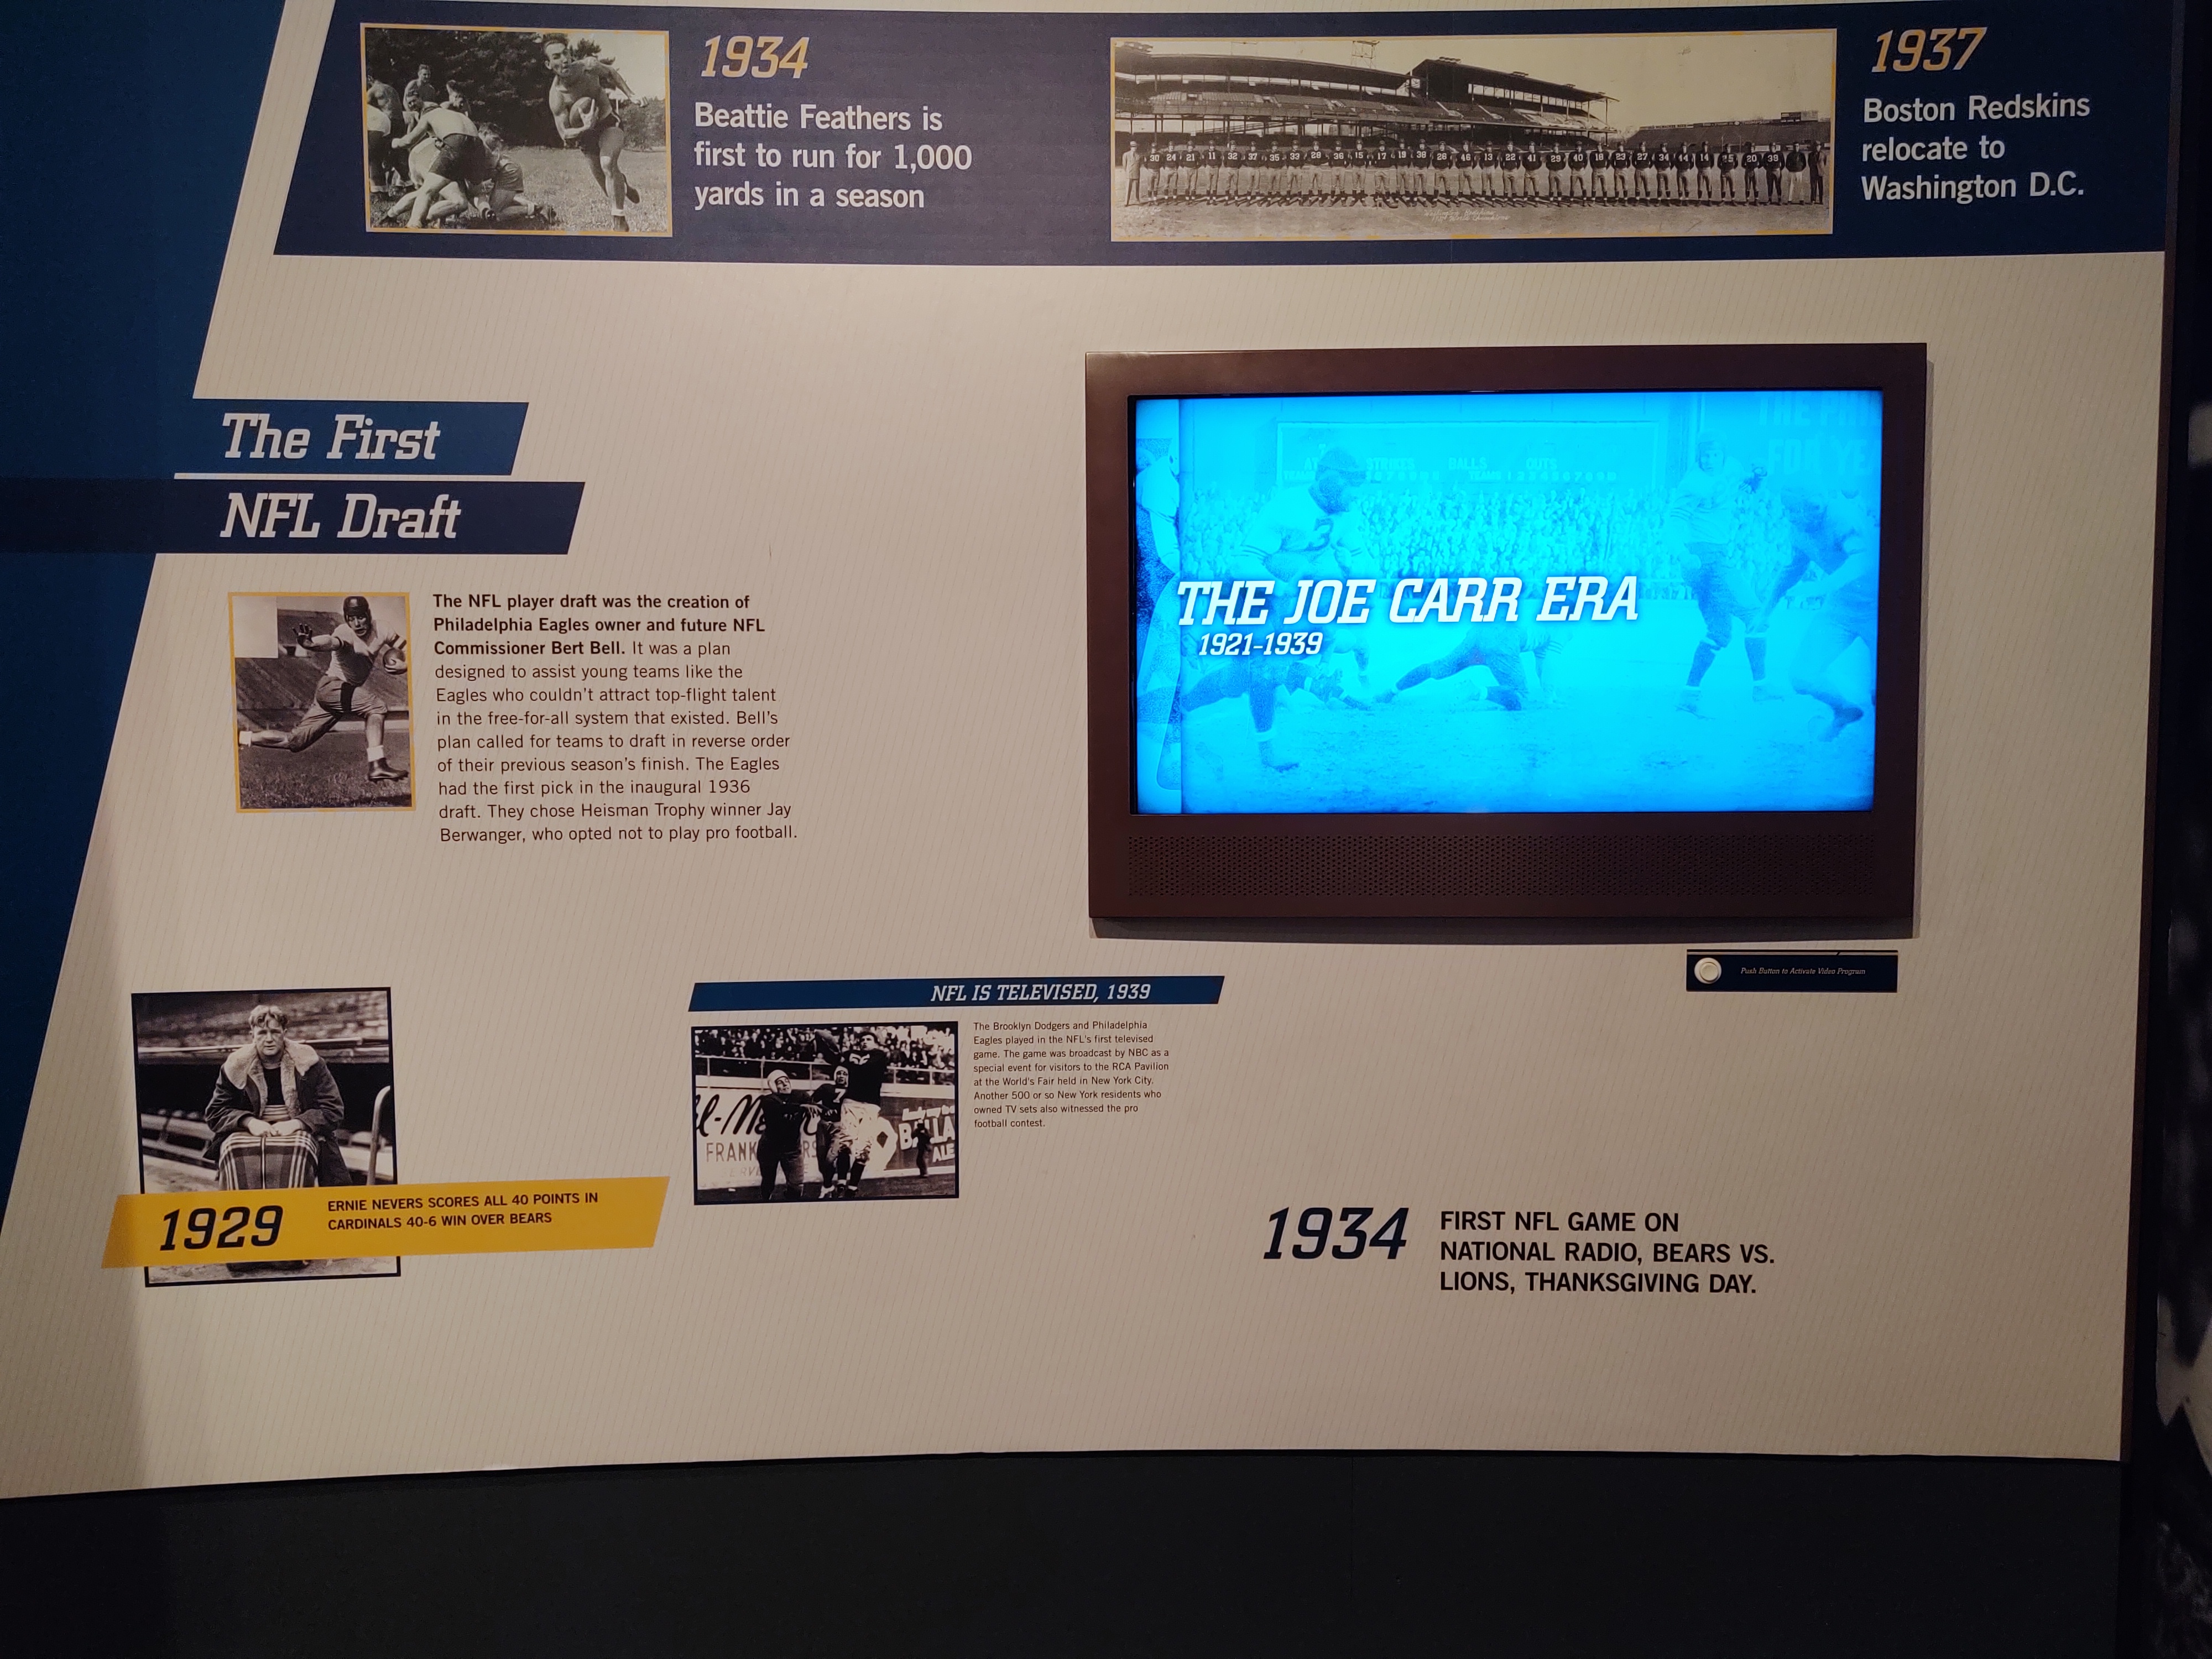 1934
Beattie Feathers is
first to run for 1,000
yards in a season
1937
Boston Redskins
relocate to
Washington D.C.
The First
NFL Draft
The NFL player draft was the creation of
Philadelphia Eagles owner and future NFL
Commissioner Bert Bell. It was a plan
designed to assist young teams like the
Eagles who couldn't attract top-flight talent
in the free-for-all system that existed. Bell's
plan called for teams to draft in reverse order
of their previous season's finish. The Eagles
had the first pick in the inaugural 1936
draft. They chose Heisman Trophy winner Jay
Berwanger, who opted not to play pro football.
STRIKES BALLS OUTS
THE JOE CARR ERA
1921-1939
Push Button to Activate Video Program
NFL IS TELEVISED, 1939
The Brooklyn Dodgers and Philadelphia
Eagles played in the NFL's first televised
game. The game was broadcast by NBC as a
special event for visitors to the RCA Pavilion
at the World's Fair held in New York City.
Another 500 or so New York residents who
owned TV sets also witnessed the pro
football contest.
1929
ERNIE NEVERS SCORES ALL 40 POINTS IN
CARDINALS 40-6 WIN OVER BEARS
1934
FIRST NFL GAME ON
NATIONAL RADIO, BEARS VS.
LIONS, THANKSGIVING DAY.